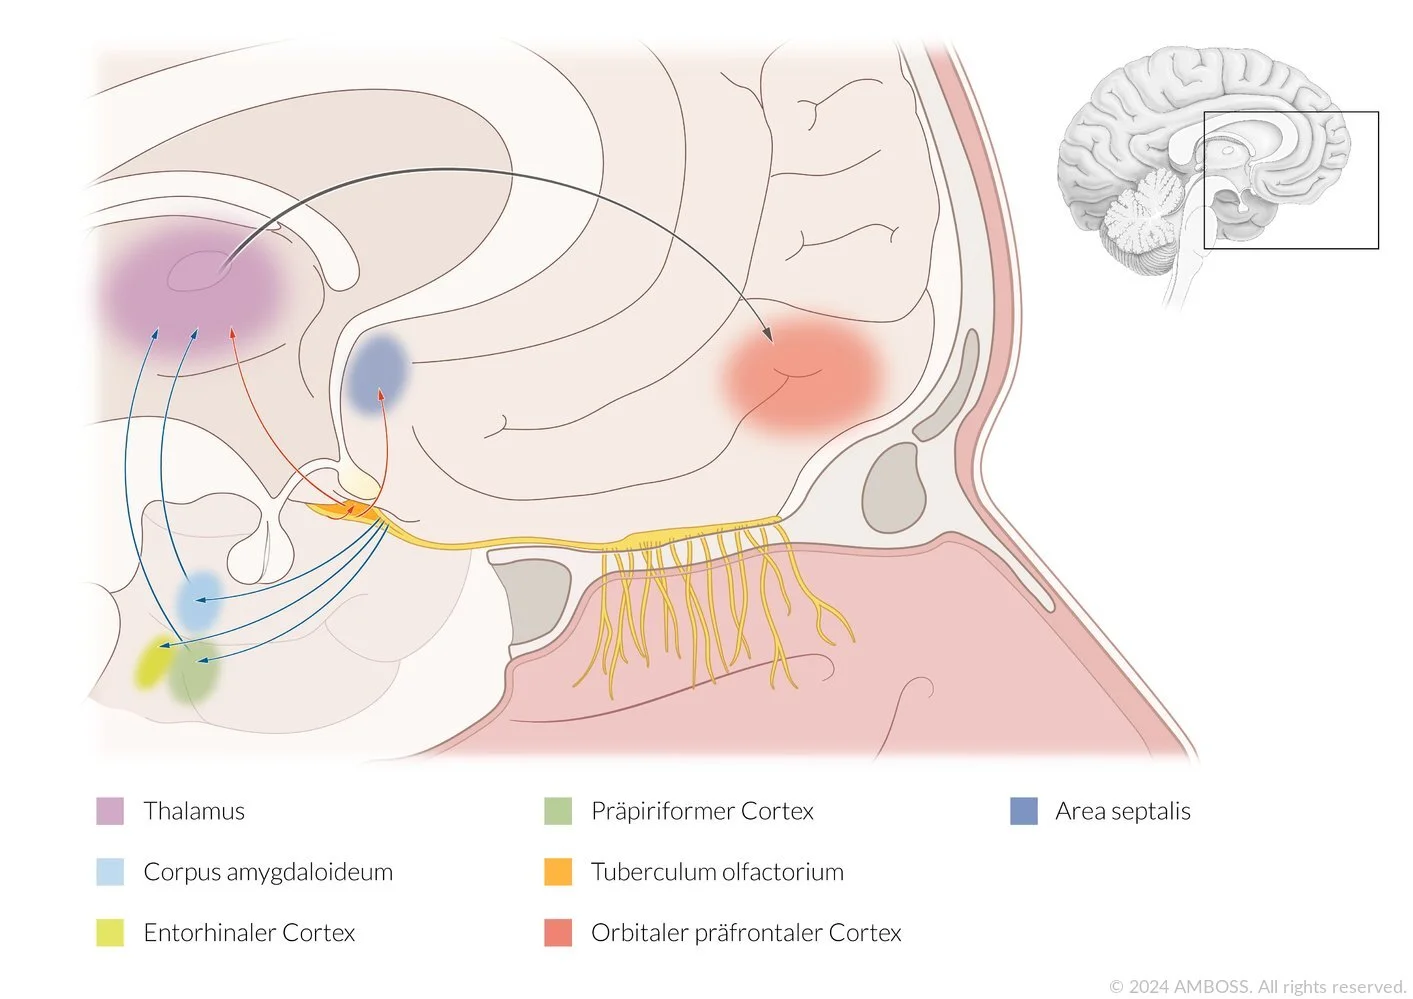 Thalamus
Präpiriformer Cortex
Area septalis
Corpus amygdaloideum
Tuberculum olfactorium
Entorhinaler Cortex
Orbitaler präfrontaler Cortex
© 2024 AMBOSS. All rights reserved.